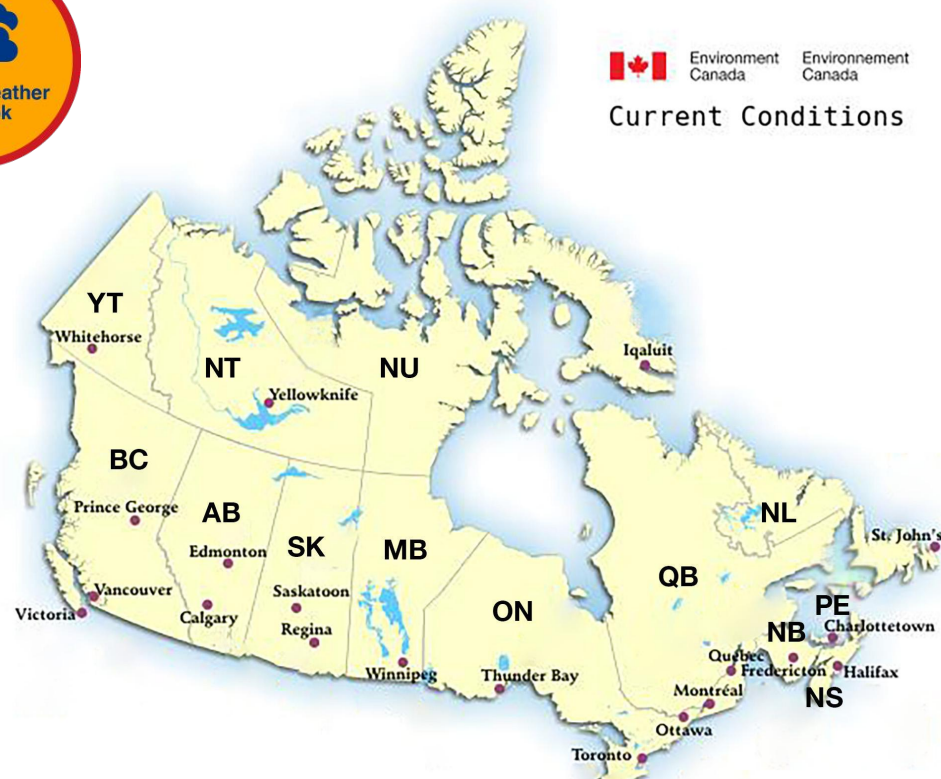 eather
k
Environment
Canada
Environnement
Canada
Current Conditions
YT
Whitehorse
NT
NU
Iqaluit
Yellowknife
BC
Prince George
AB
NL
St. John's
Edmonton
SK
MB
QB
Vancouver
Saskatoon
ON
PE
Victoria
Calgary
Regina
NB
Charlottetown
Winnipeg
Thunder Bay
Québec
Fredericton
Halifax
Montréal
NS
Ottawa
Toronto